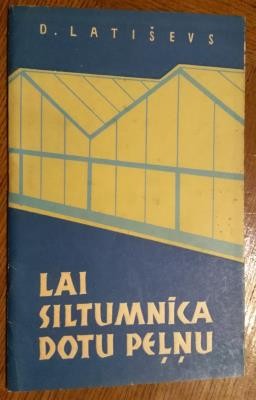 D. LATIŠEVS
LAI
SILTUMNĪCA
DOTU PEĻŅU